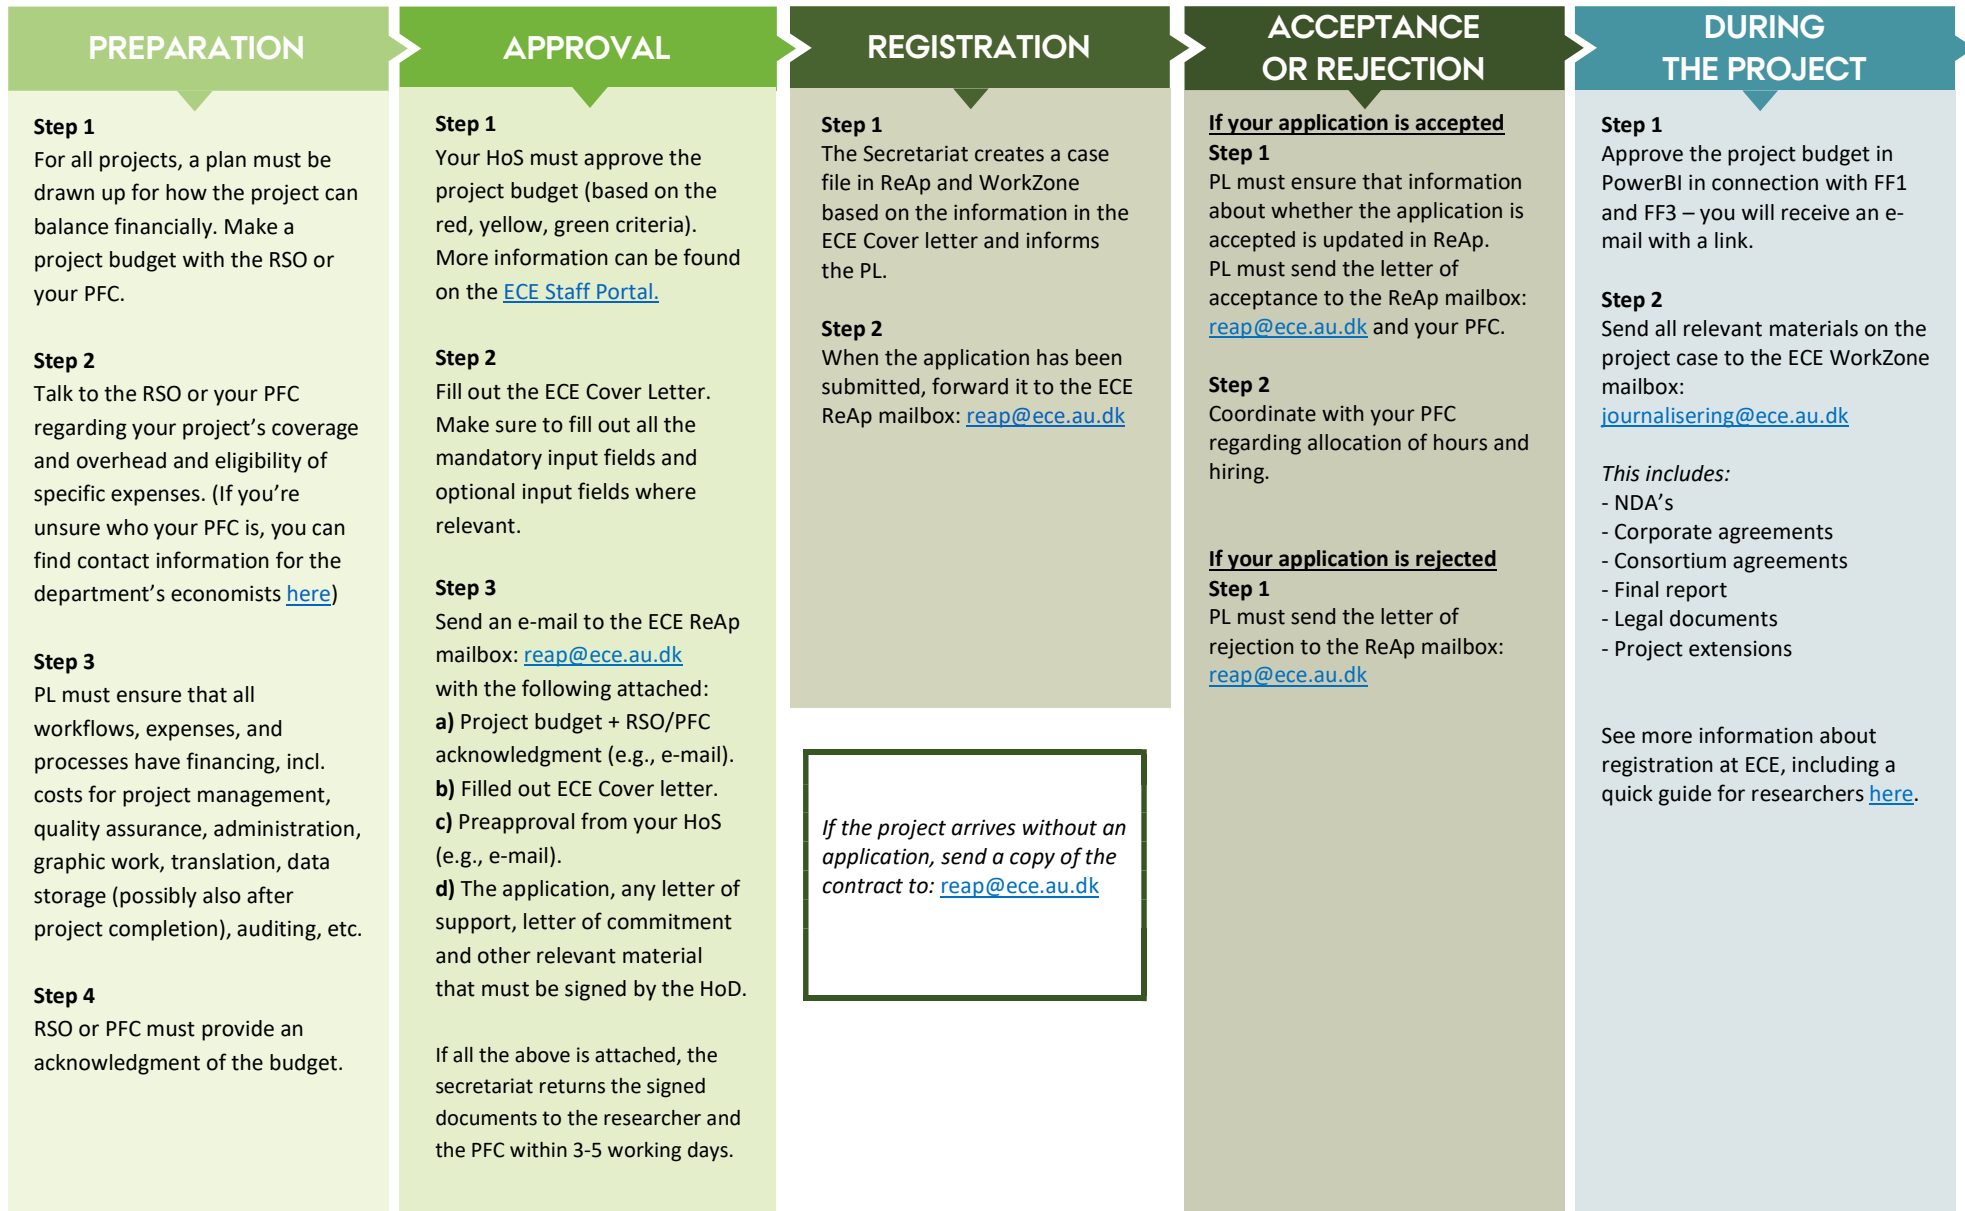 PREPARATION
Step 1
For all projects, a plan must be
drawn up for how the project can
balance financially. Make a
project budget with the RSO or
your PFC.
Step 2
Talk to the RSO or your PFC
regarding your project's coverage
and overhead and eligibility of
specific expenses. (If you're
unsure who your PFC is, you can
find contact information for the
department's economists here)
Step 3
PL must ensure that all
workflows, expenses, and
processes have financing, incl.
costs for project management,
quality assurance, administration,
graphic work, translation, data
storage (possibly also after
project completion), auditing, etc.
Step 4
RSO or PFC must provide an
acknowledgment of the budget.
APPROVAL
Step 1
Your HoS must approve the
project budget (based on the
red, yellow, green criteria).
More information can be found
on the ECE Staff Portal.
Step 2
Fill out the ECE Cover Letter.
Make sure to fill out all the
mandatory input fields and
optional input fields where
relevant.
Step 3
Send an e-mail to the ECE ReAp
mailbox: reap@ece.au.dk
with the following attached:
a) Project budget + RSO/PFC
acknowledgment (e.g., e-mail).
b) Filled out ECE Cover letter.
c) Preapproval from your HoS
(e.g., e-mail).
d) The application, any letter of
support, letter of commitment
and other relevant material
that must be signed by the HoD.
If all the above is attached, the
secretariat returns the signed
documents to the researcher and
the PFC within 3-5 working days.
REGISTRATION
Step 1
The Secretariat creates a case
file in ReAp and WorkZone
based on the information in the
ECE Cover letter and informs
the PL.
Step 2
When the application has been
submitted, forward it to the ECE
ReAp mailbox: reap@ece.au.dk
If the project arrives without an
application, send a copy of the
contract to: reap@ece.au.dk
ACCEPTANCE
OR REJECTION
If your application is accepted
Step 1
PL must ensure that information
about whether the application is
accepted is updated in ReAp.
PL must send the letter of
acceptance to the ReAp mailbox:
reap@ece.au.dk and your PFC.
Step 2
Coordinate with your PFC
regarding allocation of hours and
hiring.
If your application is rejected
Step 1
PL must send the letter of
rejection to the ReAp mailbox:
reap@ece.au.dk
DURING
THE PROJECT
Step 1
Approve the project budget in
PowerBI in connection with FF1
and FF3 – you will receive an e-
mail with a link.
Step 2
Send all relevant materials on the
project case to the ECE WorkZone
mailbox:
journalisering@ece.au.dk
This includes:
- NDA's
- Corporate agreements
- Consortium agreements
- Final report
- Legal documents
- Project extensions
See more information about
registration at ECE, including a
quick guide for researchers here.